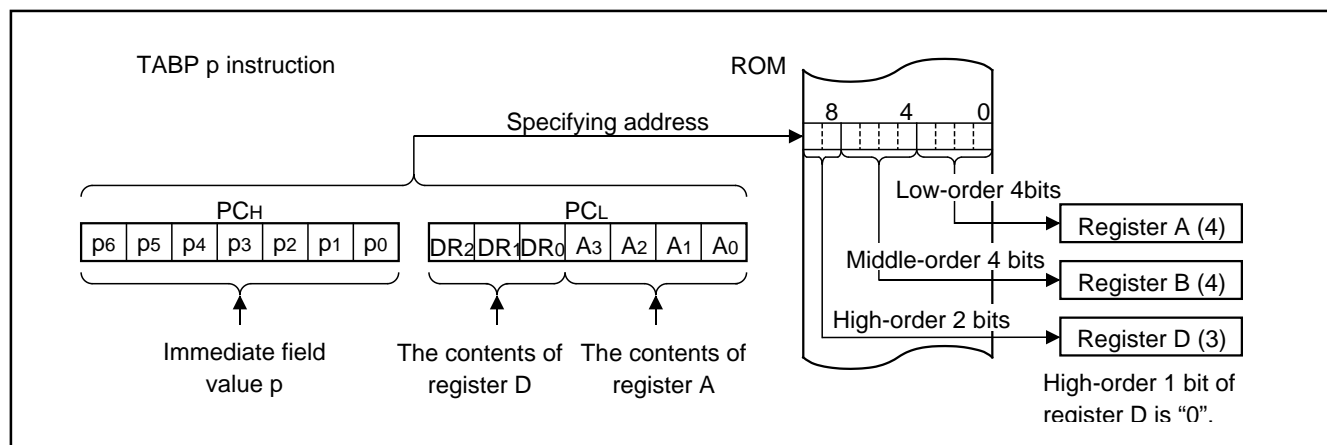 TABP p instruction
ROM
8 4 0
Specifying address
Low-order 4bits
PCH
PCL
p6 p5 p4 p3 p2 p1 p0
DR2 DR1 DR0 A3 A2 A1 A0
Register A (4)
Middle-order 4 bits
Register B (4)
High-order 2 bits
Register D (3)
Immediate field
value p
The contents of
register D
The contents of
register A
High-order 1 bit of
register D is “0”.